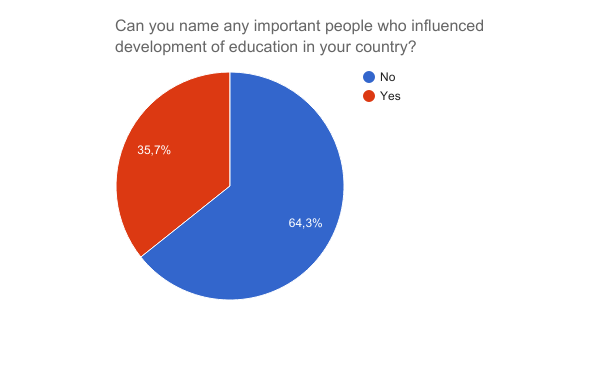 Can you name any important people who influenced
development of education in your country?
No
Yes
35,7%
64,3%